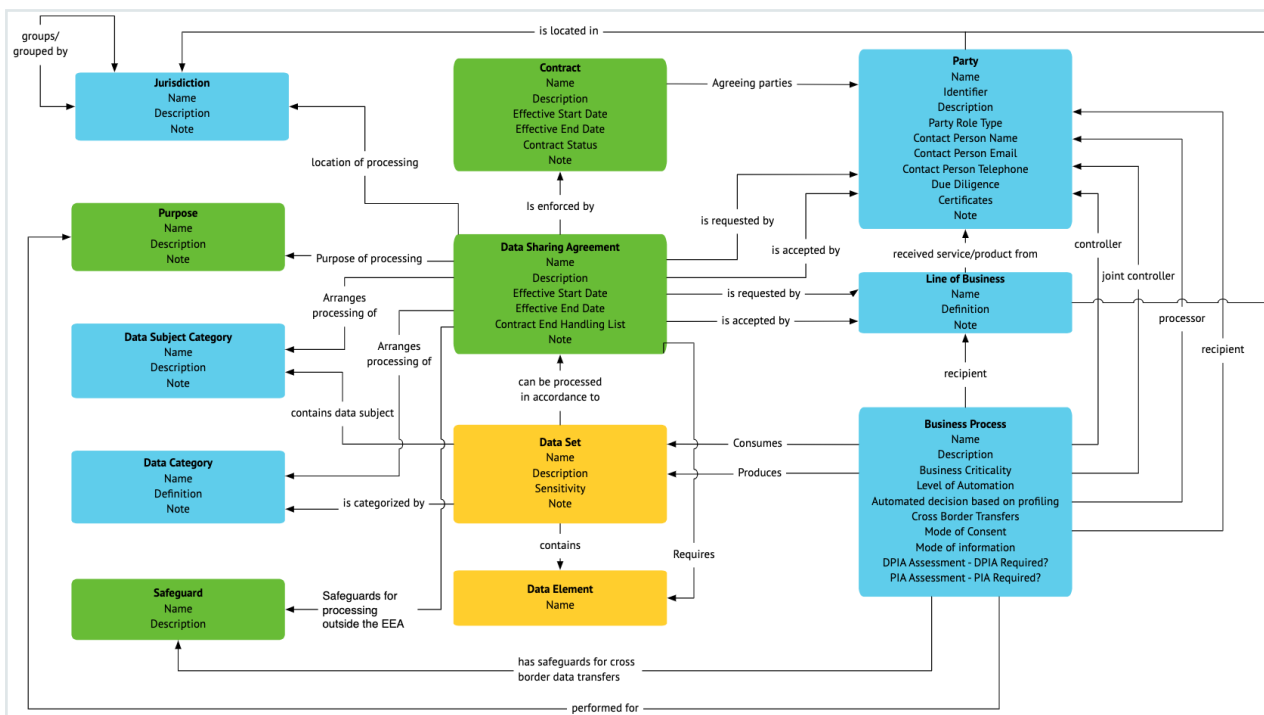 groups/
grouped by
is located in
Jurisdiction
Name
Description
Note
Contract
Name
Description
Effective Start Date
Effective End Date
Contract Status
Note
Agreeing parties
Party
Name
Identifier
Description
Party Role Type
Contact Person Name
Contact Person Email
Contact Person Telephone
Due Diligence
Certificates
Note
location of processing
Is enforced by
is requested by
is accepted by
received service/product from
controller
joint controller
processor
recipient
Purpose
Name
Description
Note
Purpose of processing
Data Sharing Agreement
Name
Description
Effective Start Date
Effective End Date
Contract End Handling List
Note
is requested by
is accepted by
Line of Business
Name
Definition
Note
Arranges
processing of
Arranges
processing of
Data Subject Category
Name
Description
Note
can be processed
in accordance to
recipient
contains data subject
Data Set
Name
Description
Sensitivity
Note
Consumes
Produces
Business Process
Name
Description
Business Criticality
Level of Automation
Automated decision based on profiling
Cross Border Transfers
Mode of Consent
Mode of information
DPIA Assessment - DPIA Required?
PIA Assessment - PIA Required?
Data Category
Name
Definition
Note
is categorized by
contains
Requires
Data Element
Name
Safeguard
Name
Description
Safeguards for
processing
outside the EEA
has safeguards for cross
border data transfers
performed for